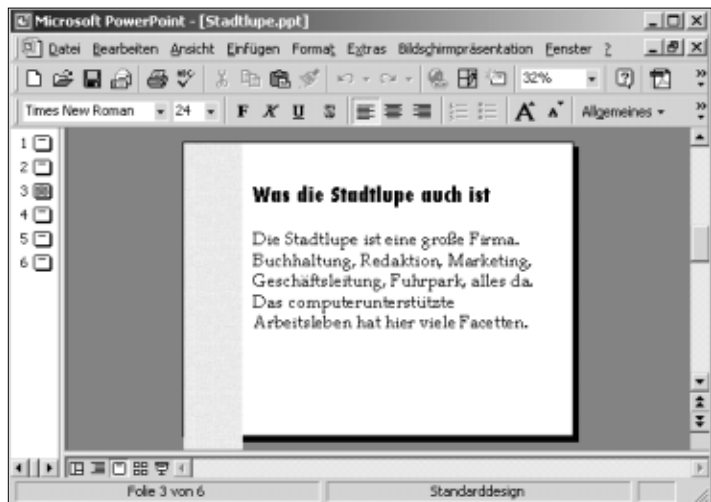 Microsoft PowerPoint - [Stadtlupe.ppt]
Datei Bearbeiten Ansicht Einfügen Format Extras Bildschirmpräsentation Fenster ?
32%
Times New Roman 24 F K U S A A Allgemeines
1
2
3
4
5
6
Was die Stadtlupe auch ist
Die Stadtlupe ist eine große Firma.
Buchhaltung, Redaktion, Marketing,
Geschäftsleitung, Fuhrpark, alles da.
Das computerunterstützte
Arbeitsleben hat hier viele Facetten.
Folie 3 von 6 Standarddesign